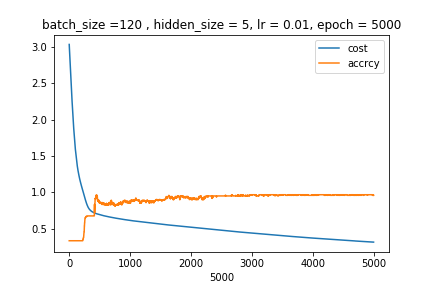 batch_size =120 , hidden_size = 5, lr = 0.01, epoch = 5000
cost
accrcy
3.0
2.5
2.0
1.5
1.0
0.5
0 1000 2000 3000 4000 5000
5000